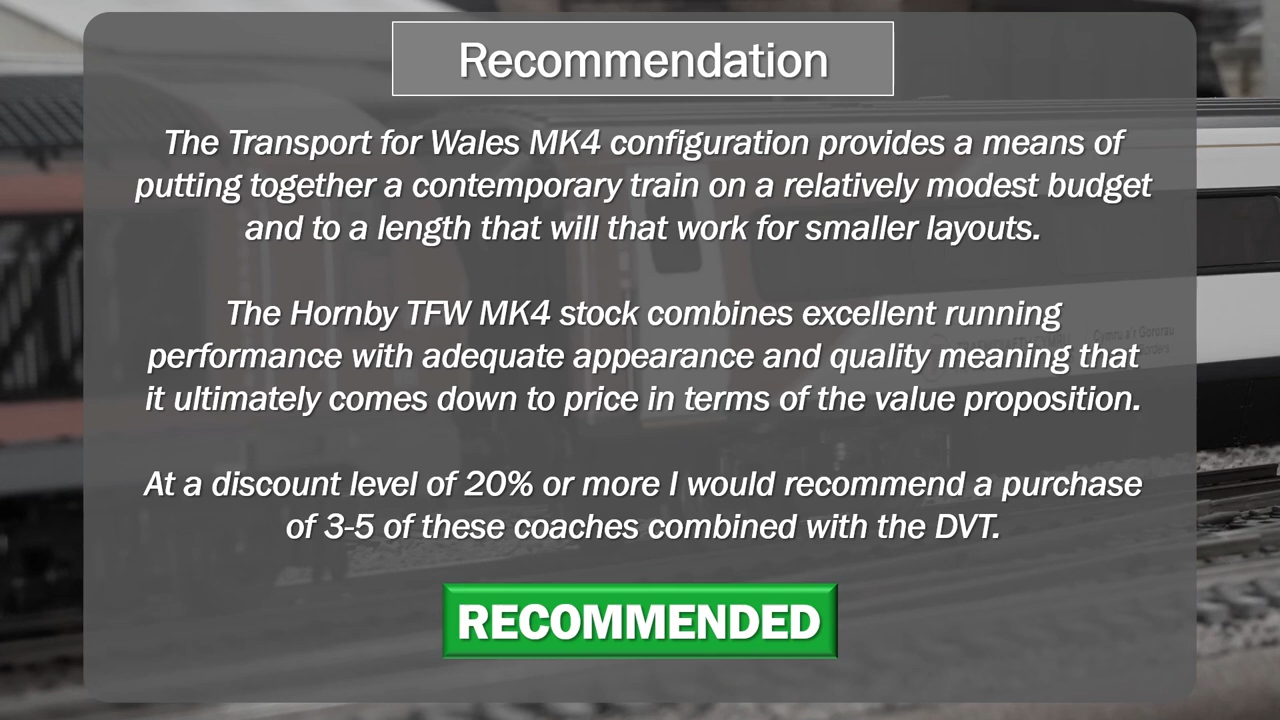 Recommendation
The Transport for Wales MK4 configuration provides a means of
putting together a contemporary train on a relatively modest budget
and to a length that will that work for smaller layouts.
The Hornby TFW MK4 stock combines excellent running
performance with adequate appearance and quality meaning that
it ultimately comes down to price in terms of the value proposition.
At a discount level of 20% or more I would recommend a purchase
of 3-5 of these coaches combined with the DVT.
RECOMMENDED
Cymru a'r Gororau